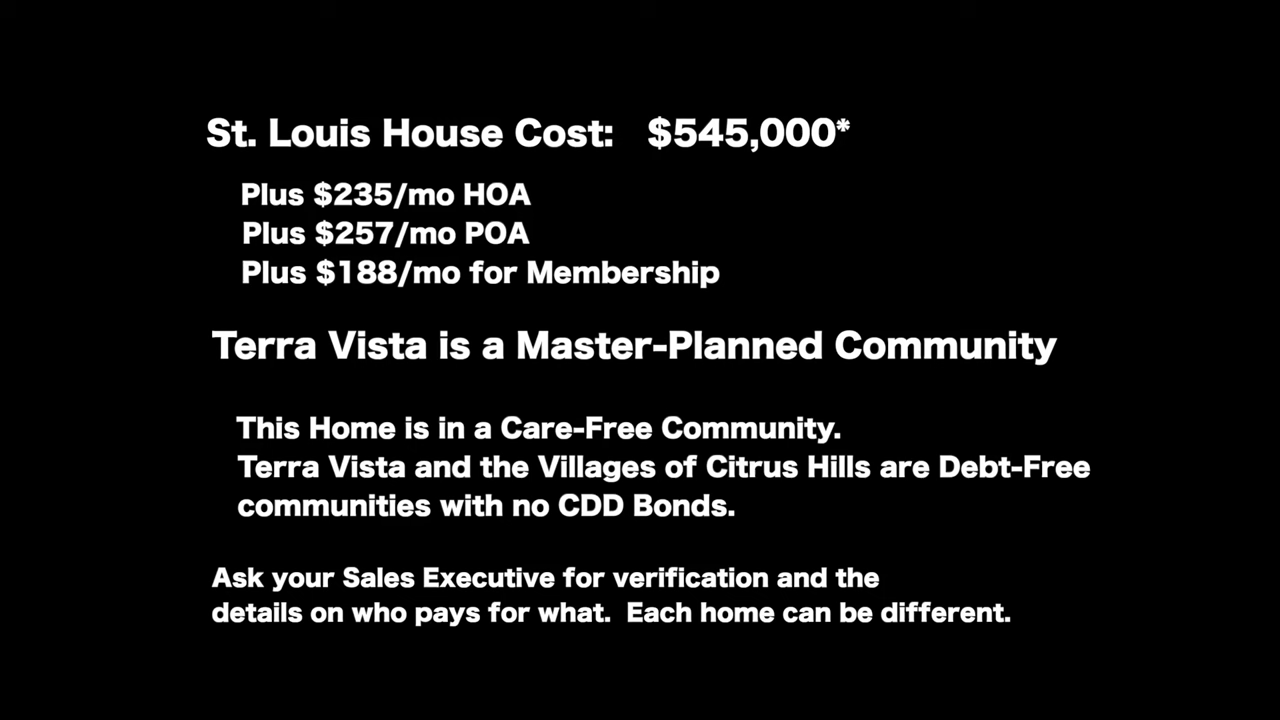 St. Louis House Cost: $545,000*
Plus $235/mo HOA
Plus $257/mo POA
Plus $188/mo for Membership
Terra Vista is a Master-Planned Community
This Home is in a Care-Free Community.
Terra Vista and the Villages of Citrus Hills are Debt-Free
communities with no CDD Bonds.
Ask your Sales Executive for verification and the
details on who pays for what. Each home can be different.